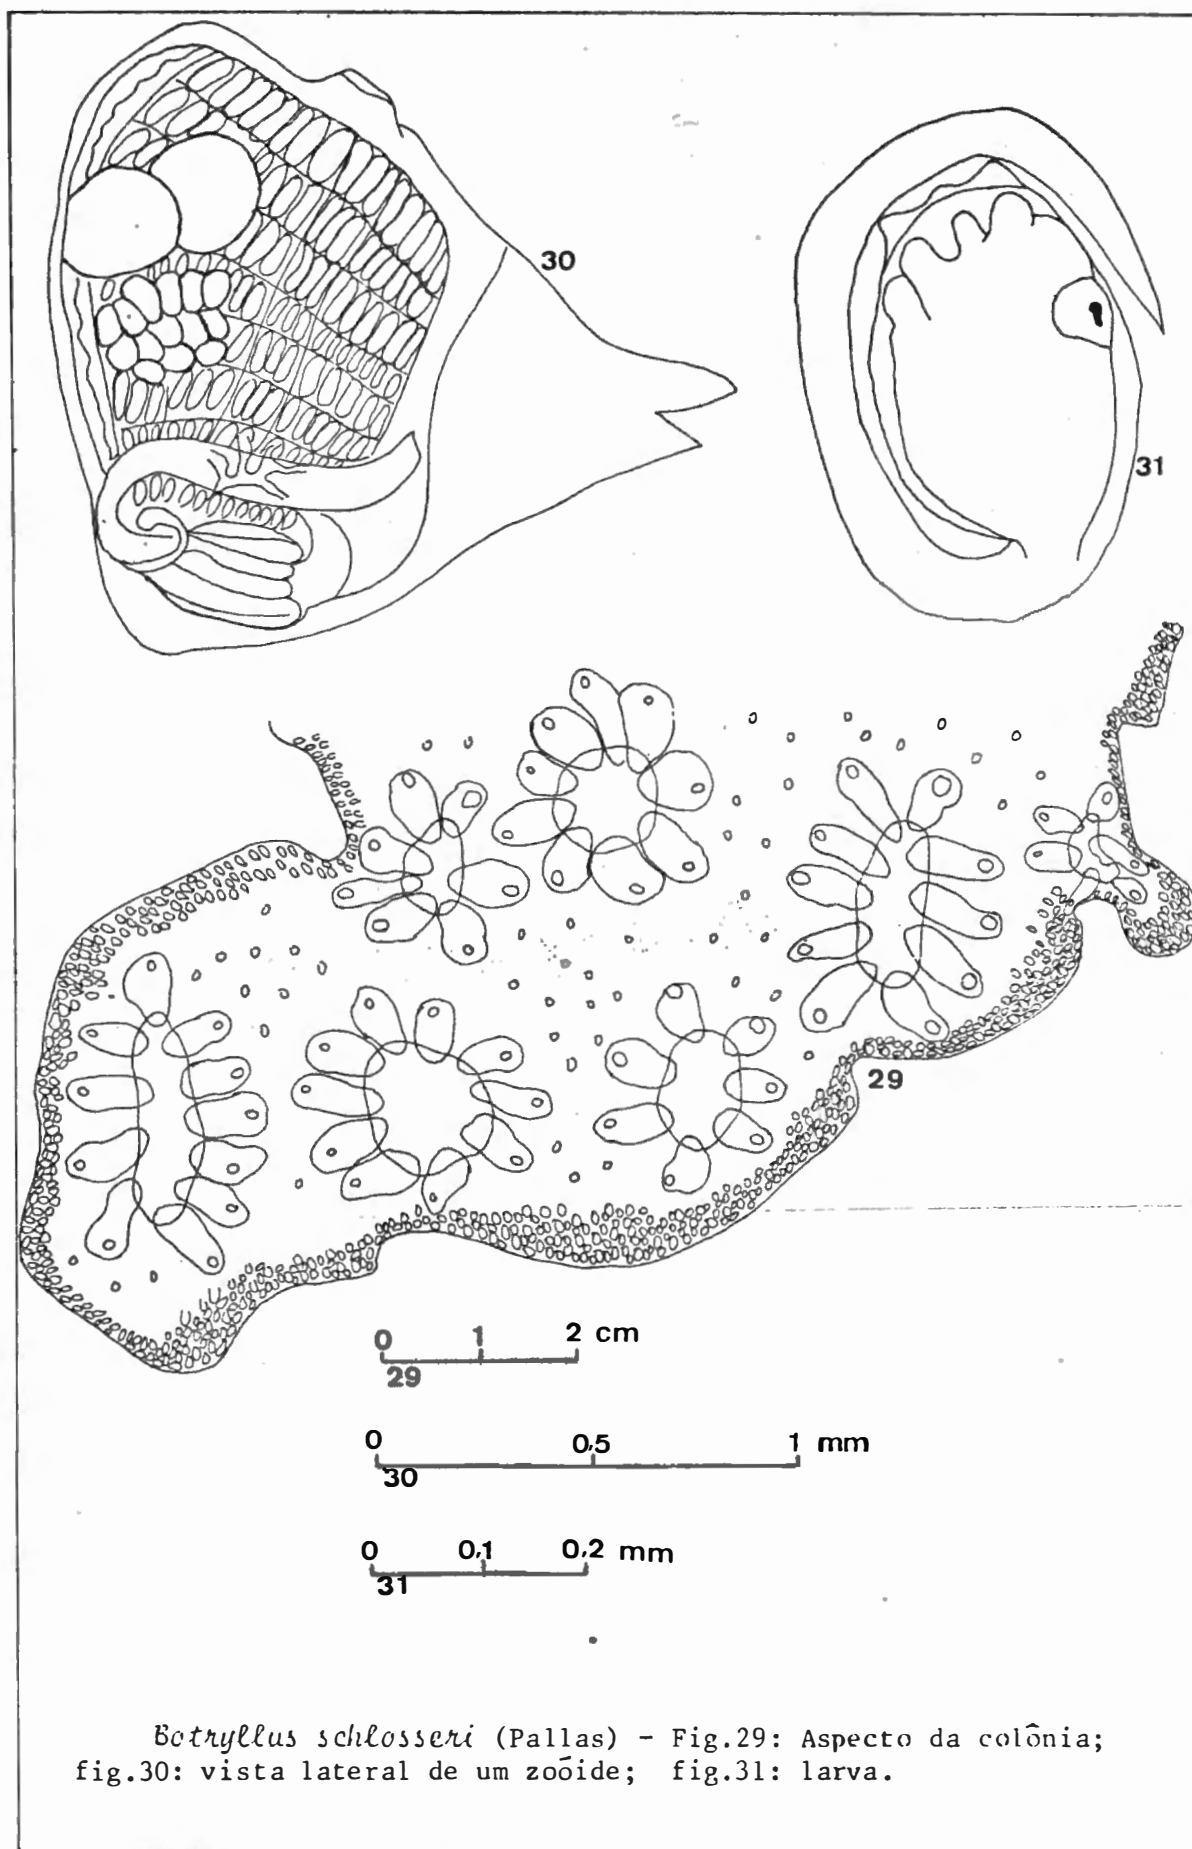 30
31
29
0 1 2 cm
29
0 0,5 1 mm
30
0 0,1 0,2 mm
31
Botryllus schlosseri (Pallas) - Fig.29: Aspecto da colônia;
fig.30: vista lateral de um zoóide; fig.31: larva.